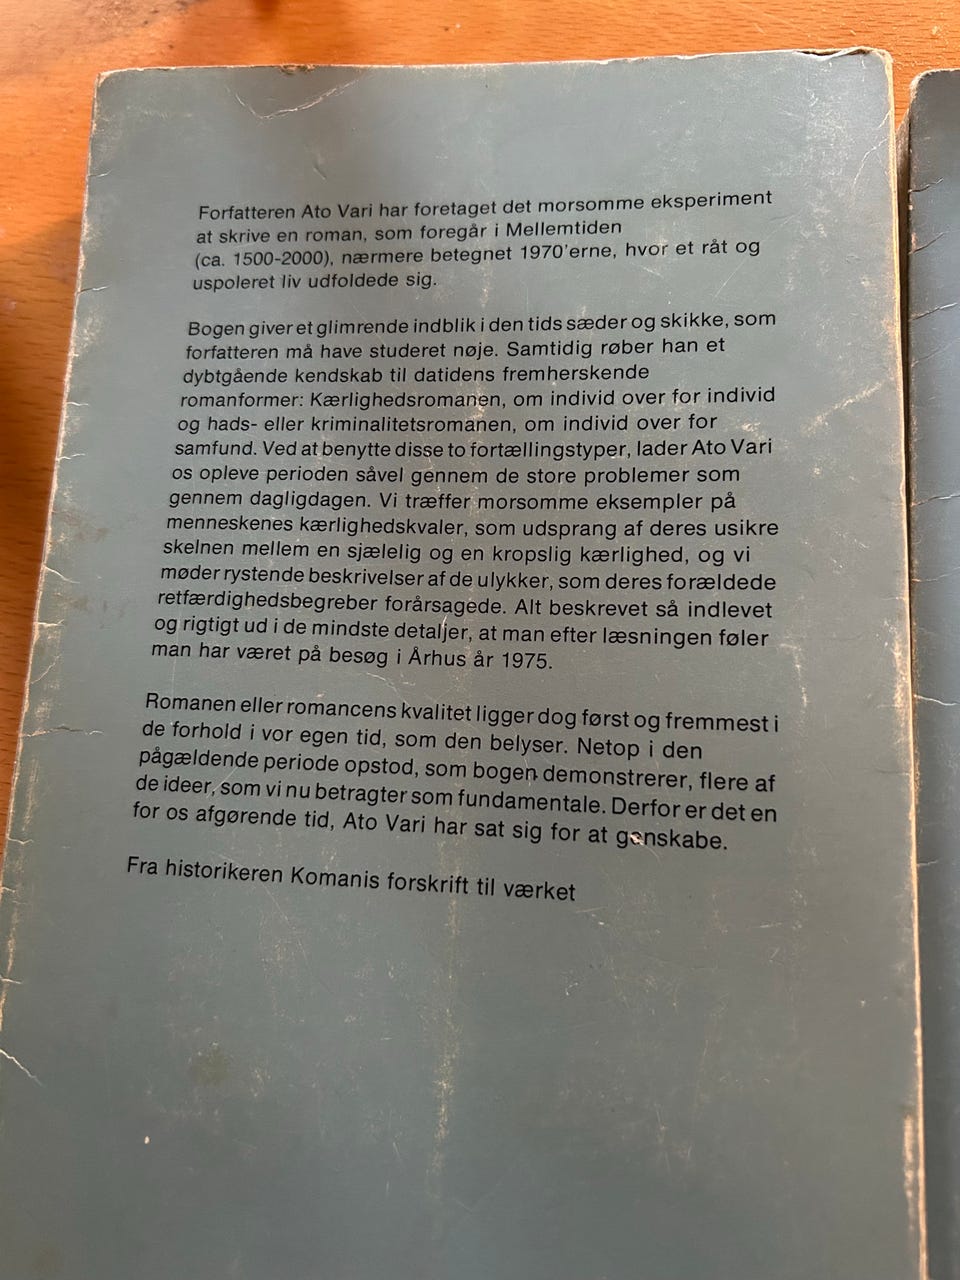 Forfatteren Ato Vari har foretaget det morsomme eksperiment
at skrive en roman, som foregår i Mellemtiden
(ca. 1500-2000), nærmere betegnet 1970'erne, hvor et råt og
uspoleret liv udfoldede sig.
Bogen giver et glimrende indblik i den tids sæder og skikke, som
forfatteren må have studeret nøje. Samtidig røber han et
dybtgående kendskab til datidens fremherskende
romanformer: Kærlighedsromanen, om individ over for individ
og hads- eller kriminalitetsromanen, om individ over for
samfund. Ved at benytte disse to fortællingstyper, lader Ato Vari
os opleve perioden såvel gennem de store problemer som
gennem dagligdagen. Vi træffer morsomme eksempler på
menneskenes kærlighedskvaler, som udsprang af deres usikre
skelnen mellem en sjælelig og en kropslig kærlighed, og vi
møder rystende beskrivelser af de ulykker, som deres forældede
retfærdighedsbegreber forårsagede. Alt beskrevet så indlevet
og rigtigt ud i de mindste detaljer, at man efter læsningen føler
man har været på besøg i Århus år 1975.
Romanen eller romancens kvalitet ligger dog først og fremmest i
de forhold i vor egen tid, som den belyser. Netop i den
pågældende periode opstod, som bogen demonstrerer, flere af
de ideer, som vi nu betragter som fundamentale. Derfor er det en
for os afgørende tid, Ato Vari har sat sig for at genskabe.
Fra historikeren Komanis forskrift til værket